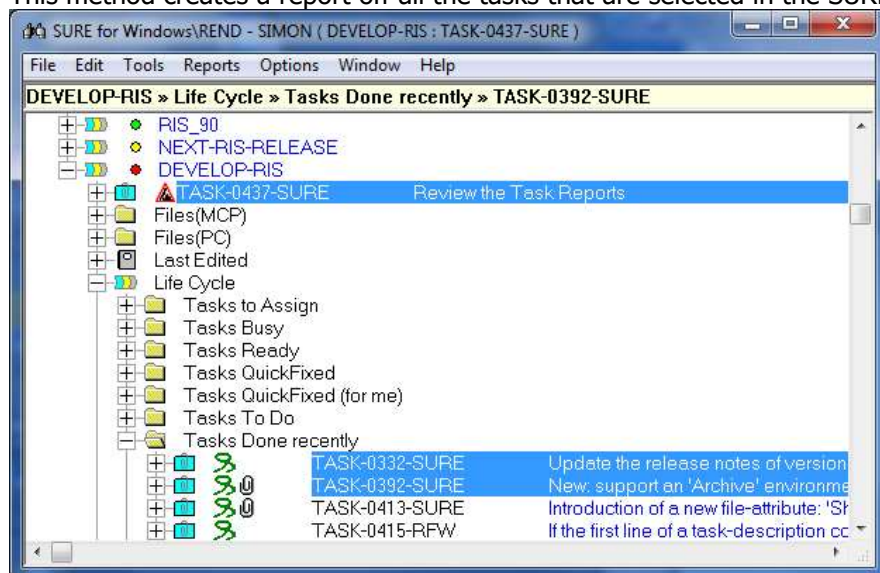 This method creates a report on all the tasks that are selected in the SURE
SURE for Windows\REND - SIMON ( DEVELOP-RIS : TASK-0437-SURE )
File Edit Tools Reports Options Window Help
DEVELOP-RIS » Life Cycle » Tasks Done recently » TASK-0392-SURE
RIS_90
NEXT-RIS-RELEASE
DEVELOP-RIS
TASK-0437-SURE Review the Task Reports
Files(MCP)
Files(PC)
Last Edited
Life Cycle
Tasks to Assign
Tasks Busy
Tasks Ready
Tasks QuickFixed
Tasks QuickFixed (for me)
Tasks To Do
Tasks Done recently
TASK-0332-SURE Update the release notes of version
TASK-0392-SURE New: support an 'Archive' environme
TASK-0413-SURE Introduction of a new file-attribute: 'Sh
TASK-0415-RFW If the first line of a task-description co